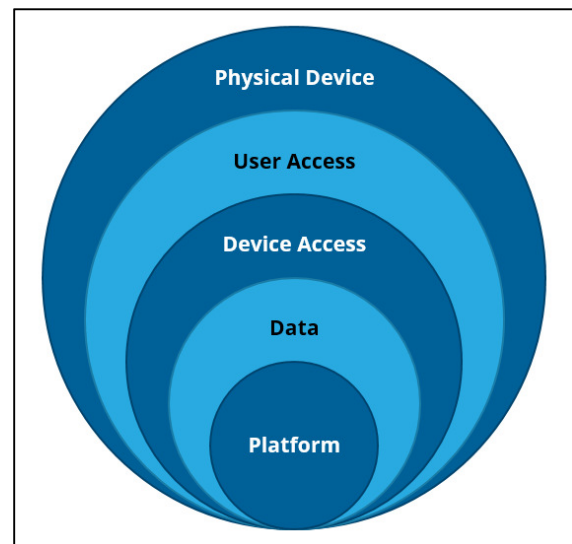 Physical Device
User Access
Device Access
Data
Platform